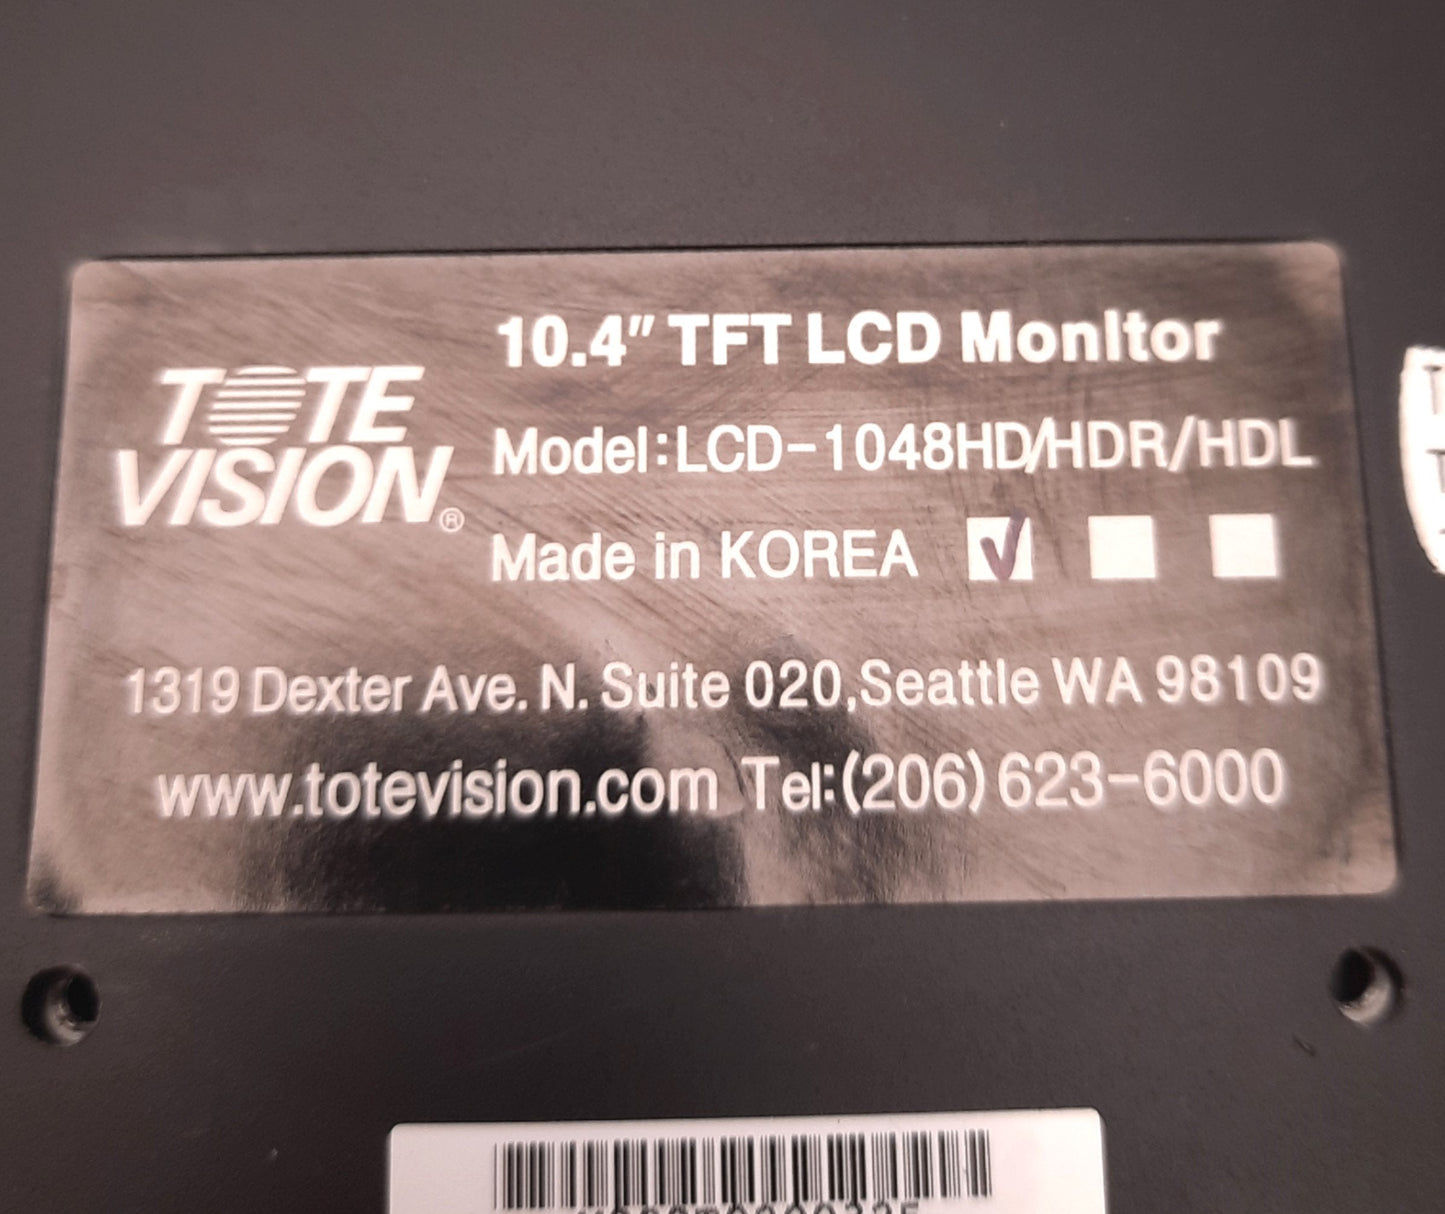 TOTE
VISION®
10.4" TFT LCD Monitor
Model:LCD-1048HD/HDR/HDL
Made in KOREA
1319 Dexter Ave. N. Suite 020,Seattle WA 98109
www.totevision.com Tel:(206)623-6000